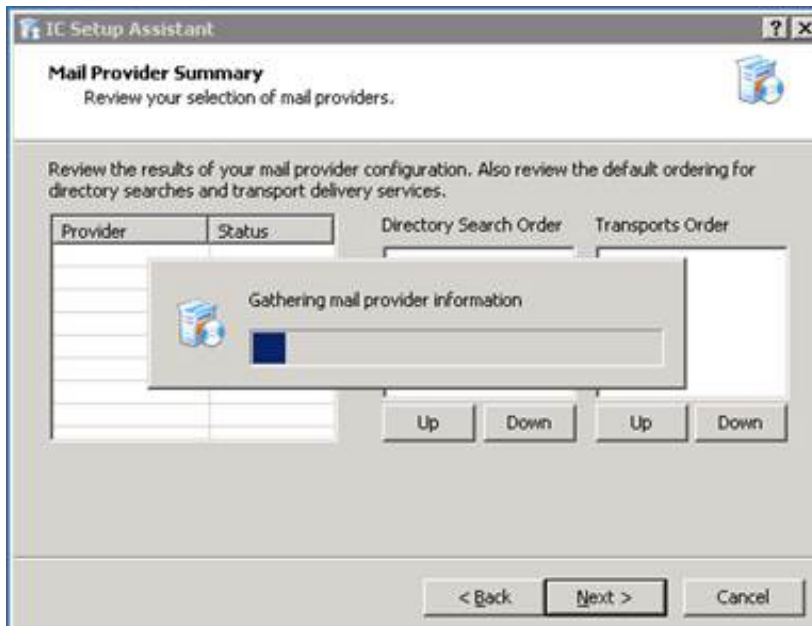 IC Setup Assistant
Mail Provider Summary
Review your selection of mail providers.
Review the results of your mail provider configuration. Also review the default ordering for
directory searches and transport delivery services.
Provider Status
Directory Search Order Transports Order
Gathering mail provider information
Up Down Up Down
< Back Next > Cancel